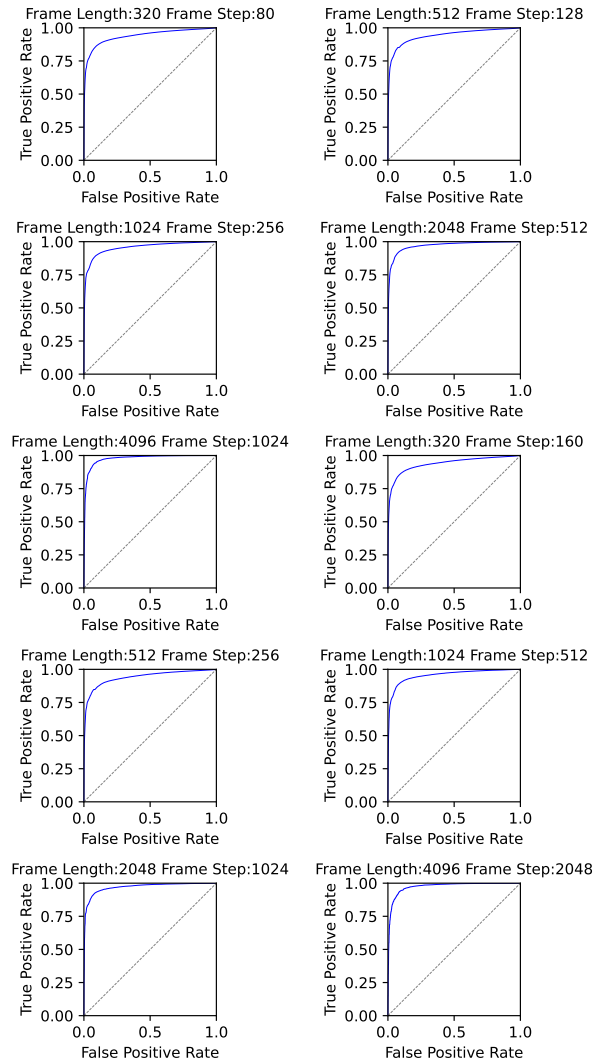 Frame Length:320 Frame Step:80
True Positive Rate
1.00
0.75
0.50
0.25
0.00
0.0 0.5 1.0
False Positive Rate
Frame Length:512 Frame Step:128
True Positive Rate
1.00
0.75
0.50
0.25
0.00
0.0 0.5 1.0
False Positive Rate
Frame Length:1024 Frame Step:256
True Positive Rate
1.00
0.75
0.50
0.25
0.00
0.0 0.5 1.0
False Positive Rate
Frame Length:2048 Frame Step:512
True Positive Rate
1.00
0.75
0.50
0.25
0.00
0.0 0.5 1.0
False Positive Rate
Frame Length:4096 Frame Step:1024
True Positive Rate
1.00
0.75
0.50
0.25
0.00
0.0 0.5 1.0
False Positive Rate
Frame Length:320 Frame Step:160
True Positive Rate
1.00
0.75
0.50
0.25
0.00
0.0 0.5 1.0
False Positive Rate
Frame Length:512 Frame Step:256
True Positive Rate
1.00
0.75
0.50
0.25
0.00
0.0 0.5 1.0
False Positive Rate
Frame Length:1024 Frame Step:512
True Positive Rate
1.00
0.75
0.50
0.25
0.00
0.0 0.5 1.0
False Positive Rate
Frame Length:2048 Frame Step:1024
True Positive Rate
1.00
0.75
0.50
0.25
0.00
0.0 0.5 1.0
False Positive Rate
Frame Length:4096 Frame Step:2048
True Positive Rate
1.00
0.75
0.50
0.25
0.00
0.0 0.5 1.0
False Positive Rate